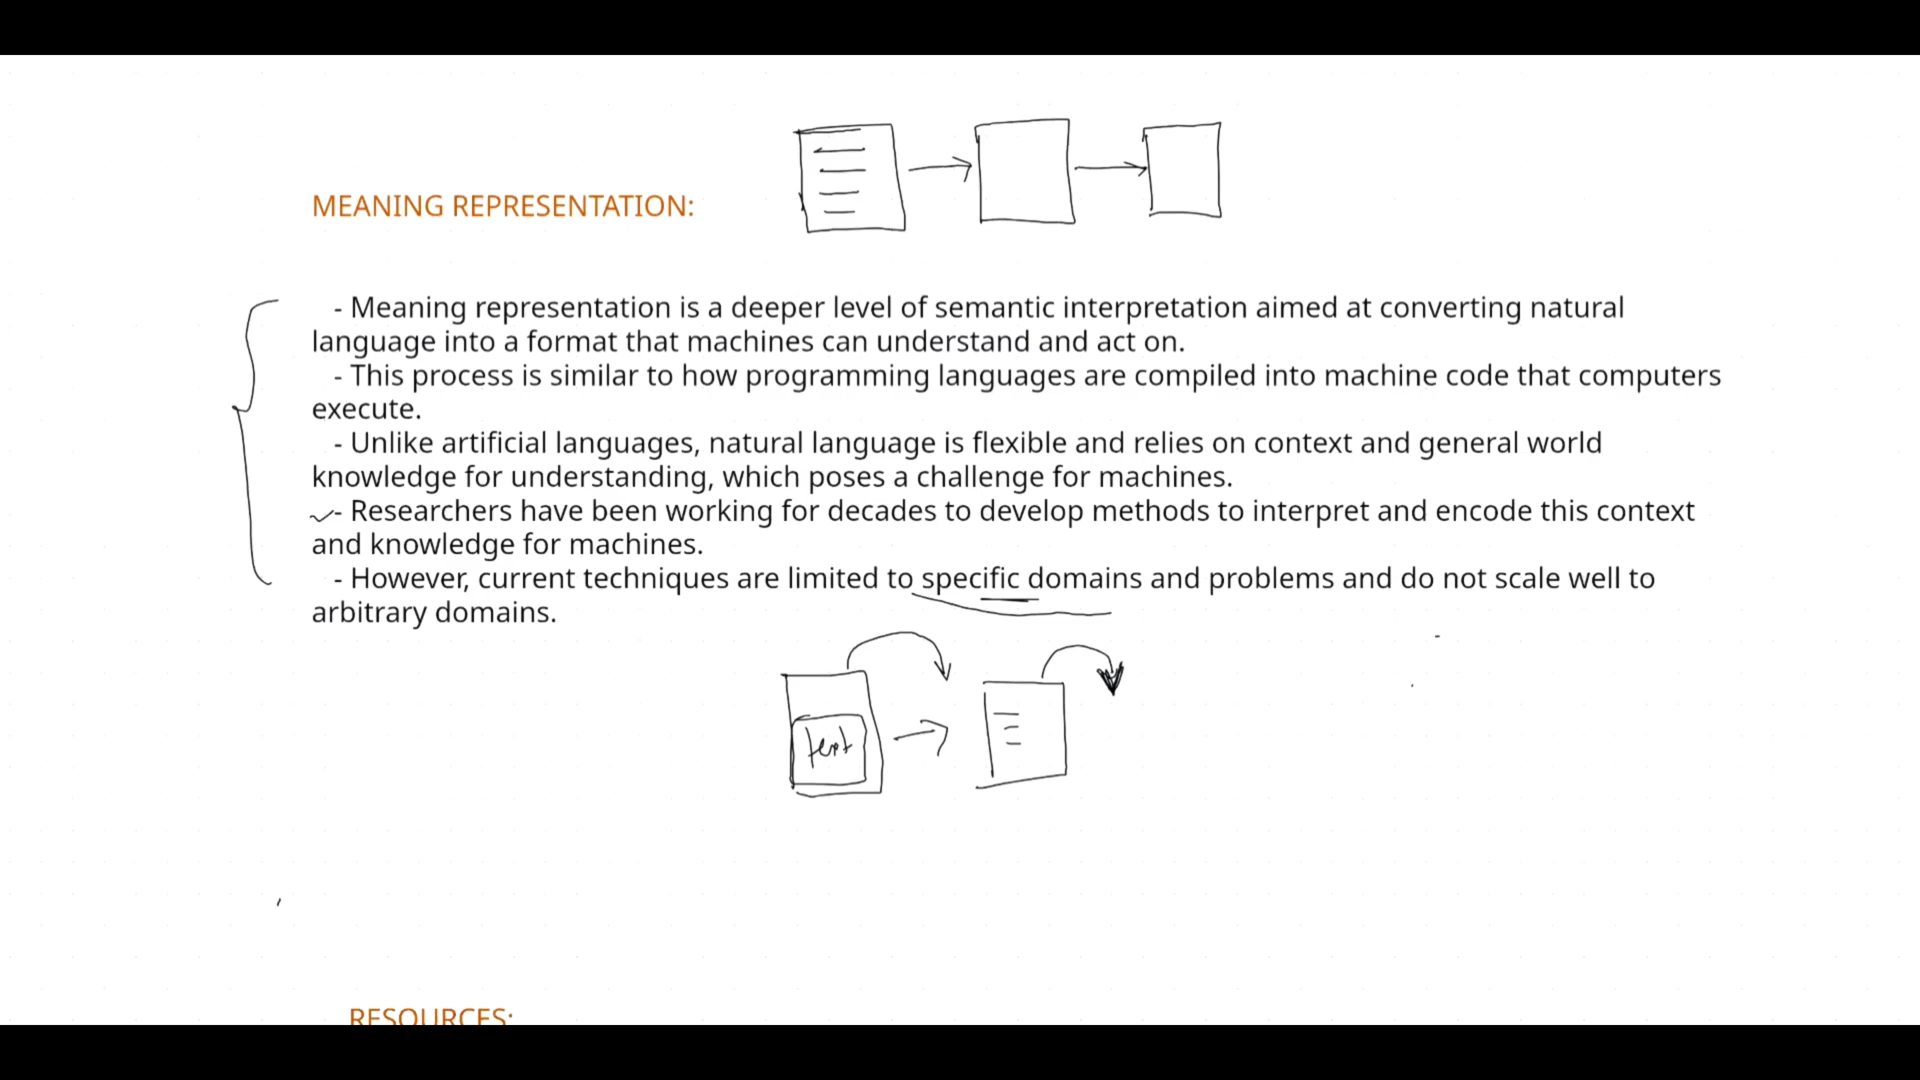 MEANING REPRESENTATION:
- Meaning representation is a deeper level of semantic interpretation aimed at converting natural
language into a format that machines can understand and act on.
- This process is similar to how programming languages are compiled into machine code that computers
execute.
- Unlike artificial languages, natural language is flexible and relies on context and general world
knowledge for understanding, which poses a challenge for machines.
- Researchers have been working for decades to develop methods to interpret and encode this context
and knowledge for machines.
- However, current techniques are limited to specific domains and problems and do not scale well to
arbitrary domains.
text
RESOURCES: